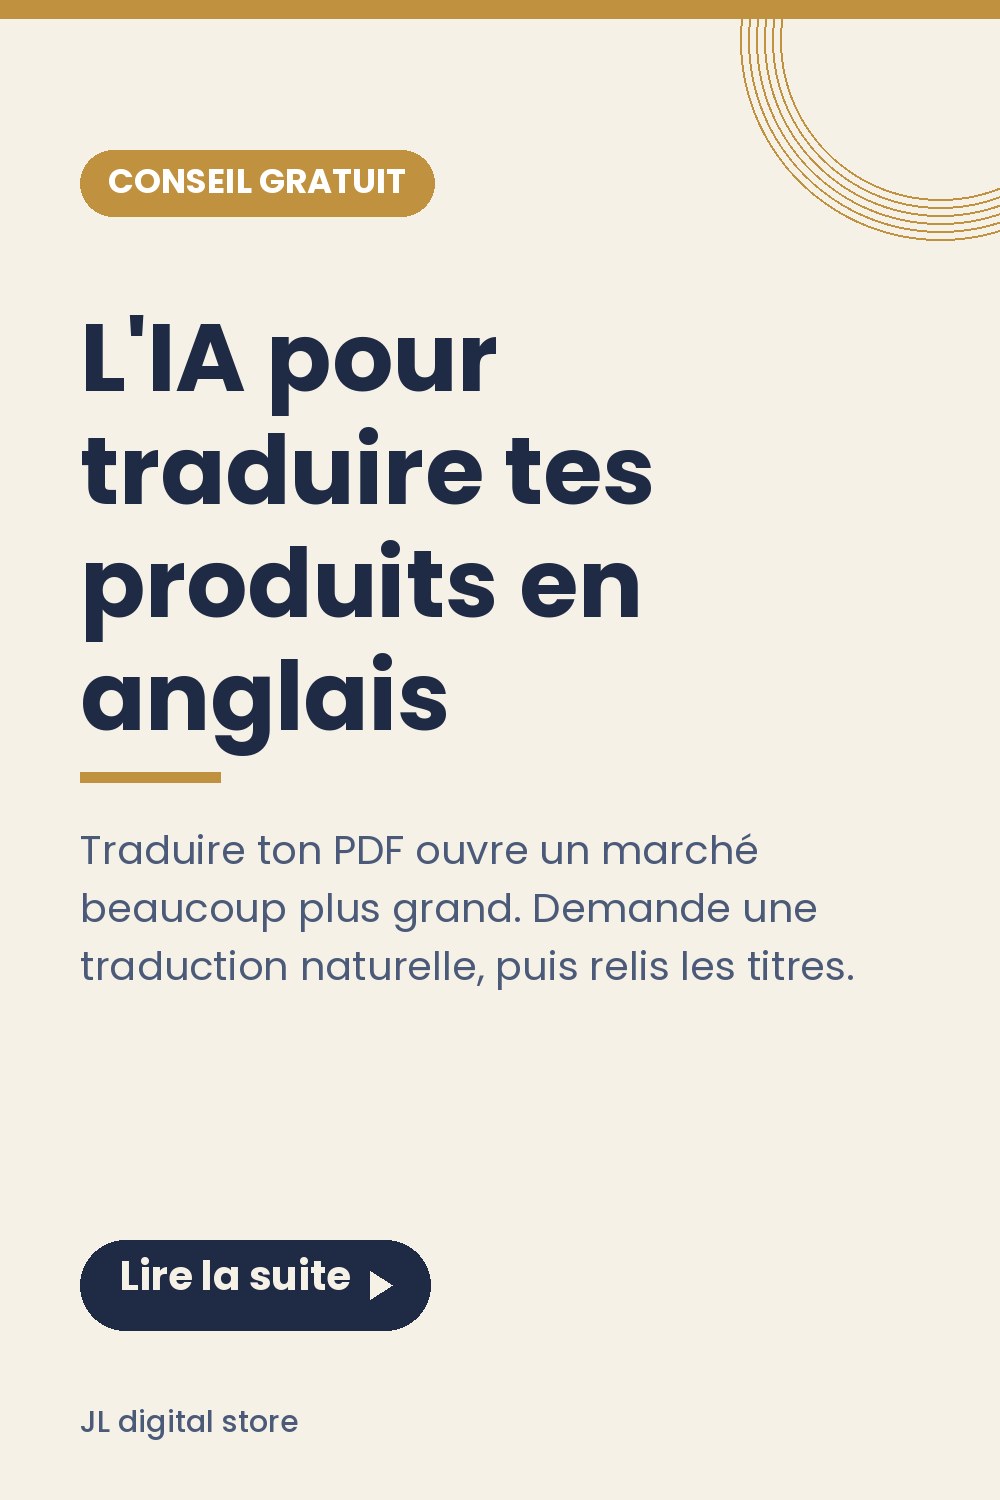 CONSEIL GRATUIT
L'IA pour
traduire tes
produits en
anglais
Traduire ton PDF ouvre un marché
beaucoup plus grand. Demande une
traduction naturelle, puis relis les titres.
Lire la suite
JL digital store